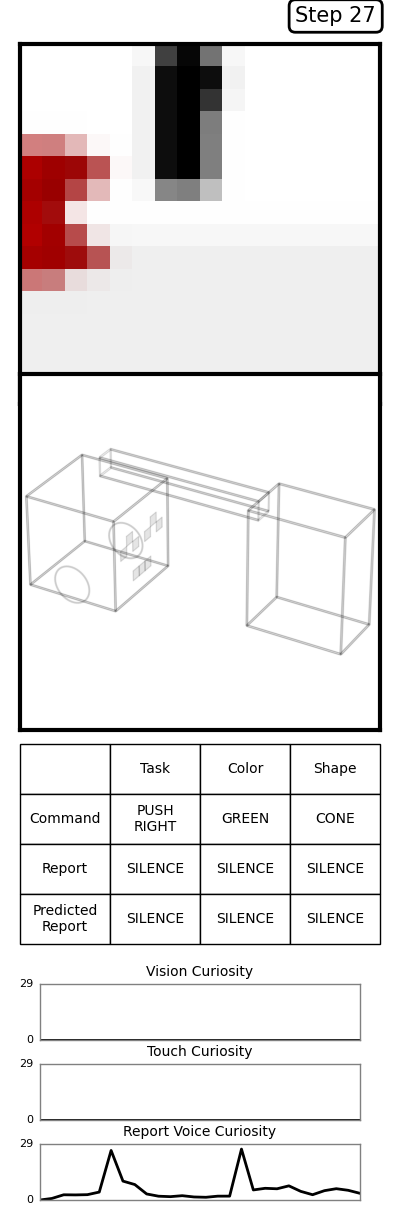 Step 27
Task Color Shape
Command PUSH RIGHT GREEN CONE
Report SILENCE SILENCE SILENCE
Predicted Report SILENCE SILENCE SILENCE
Vision Curiosity
29
0
Touch Curiosity
29
0
Report Voice Curiosity
29
0